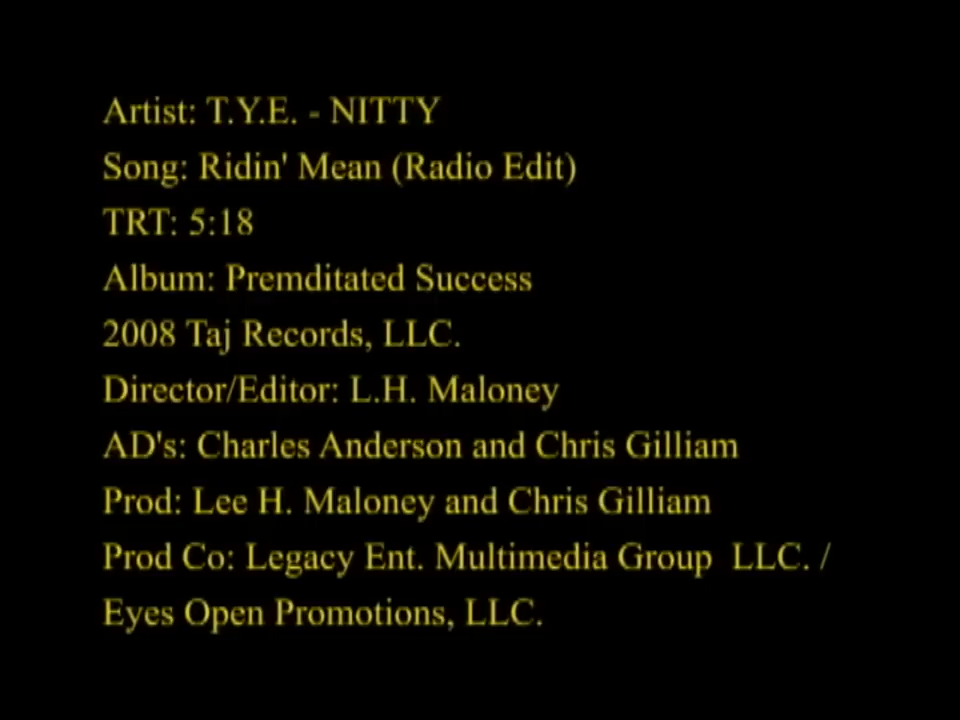 Artist: T.Y.E. - NITTY
Song: Ridin' Mean (Radio Edit)
TRT: 5:18
Album: Premditated Success
2008 Taj Records, LLC.
Director/Editor: L.H. Maloney
AD's: Charles Anderson and Chris Gilliam
Prod: Lee H. Maloney and Chris Gilliam
Prod Co: Legacy Ent. Multimedia Group  LLC. /
Eyes Open Promotions, LLC.